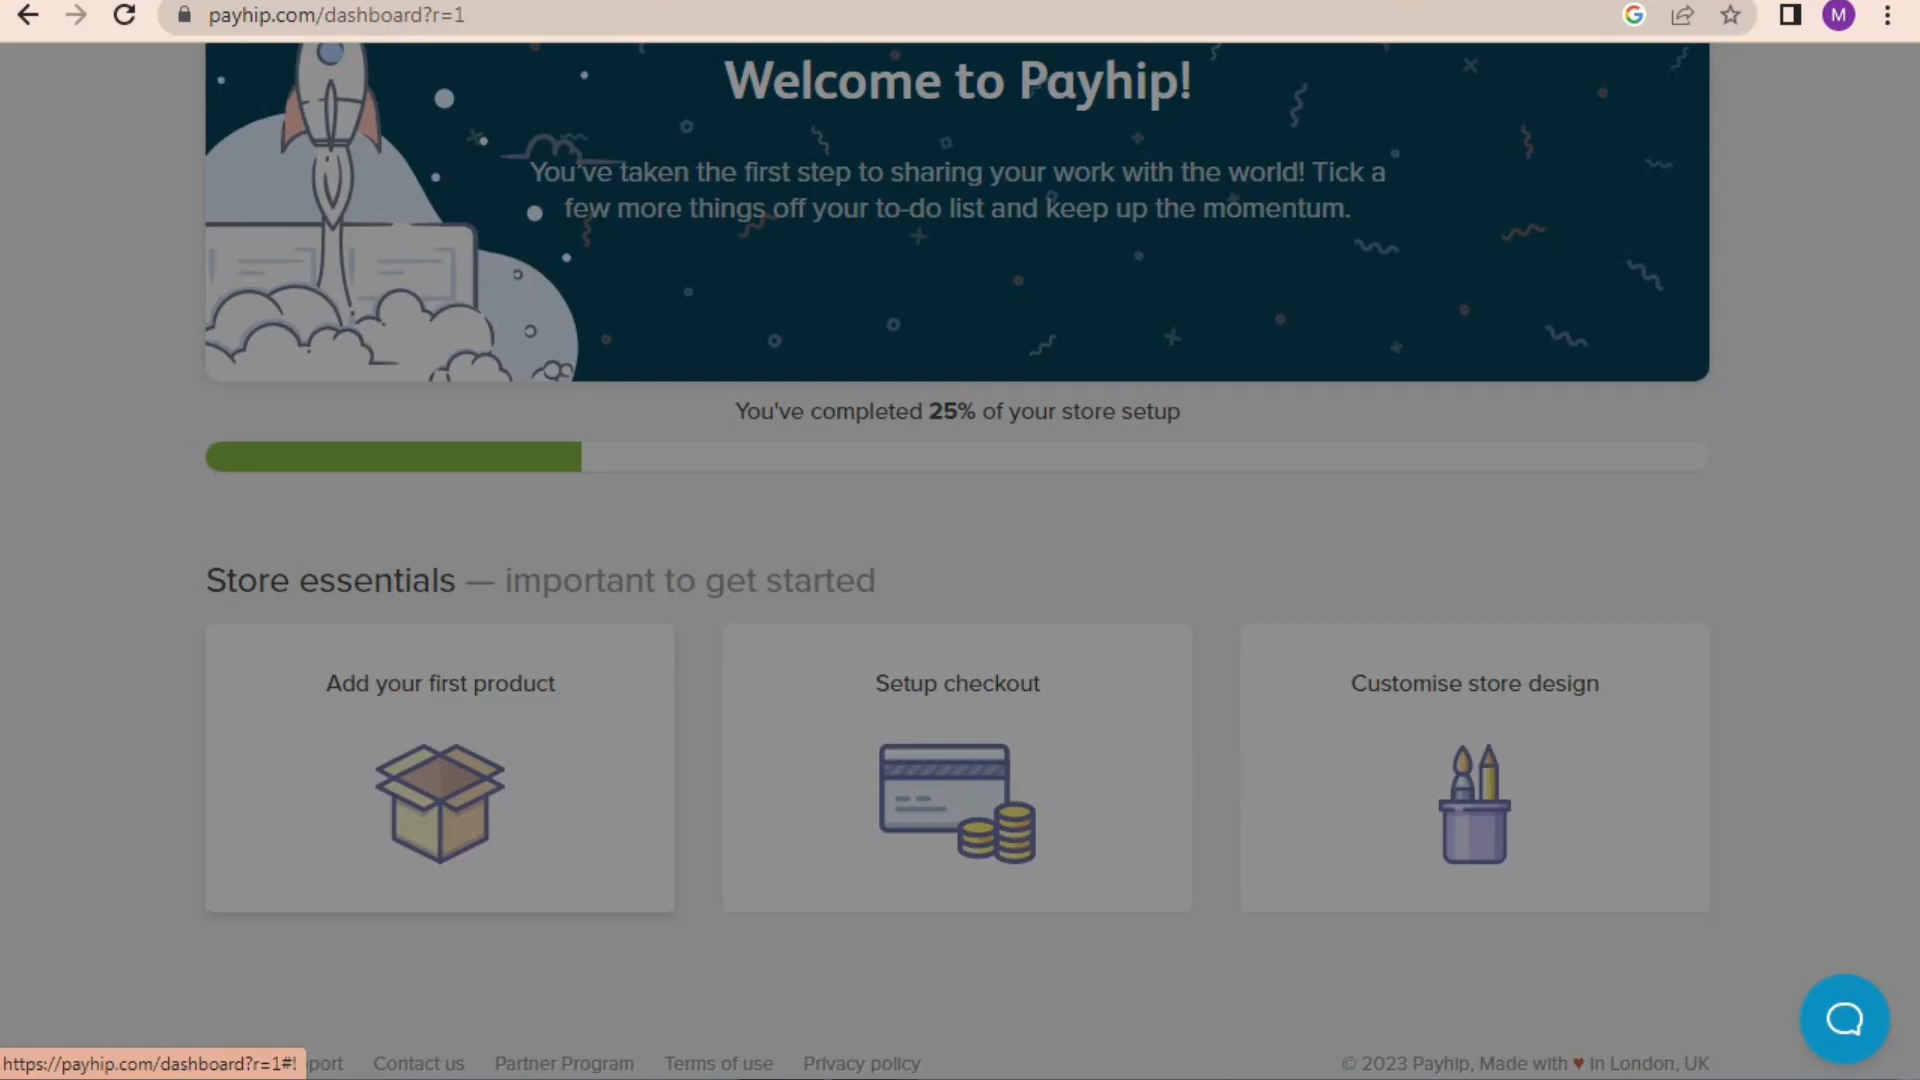 payhip.com/dashboard?r=1
M
Welcome to Payhip!
You've taken the first step to sharing your work with the world! Tick a
few more things off your to-do list and keep up the momentum.
You've completed 25% of your store setup
Store essentials — important to get started
Add your first product
Setup checkout
Customise store design
https://payhip.com/dashboard?r=1#!
port Contact us Partner Program Terms of use Privacy policy
© 2023 Payhip, Made with ♥ in London, UK